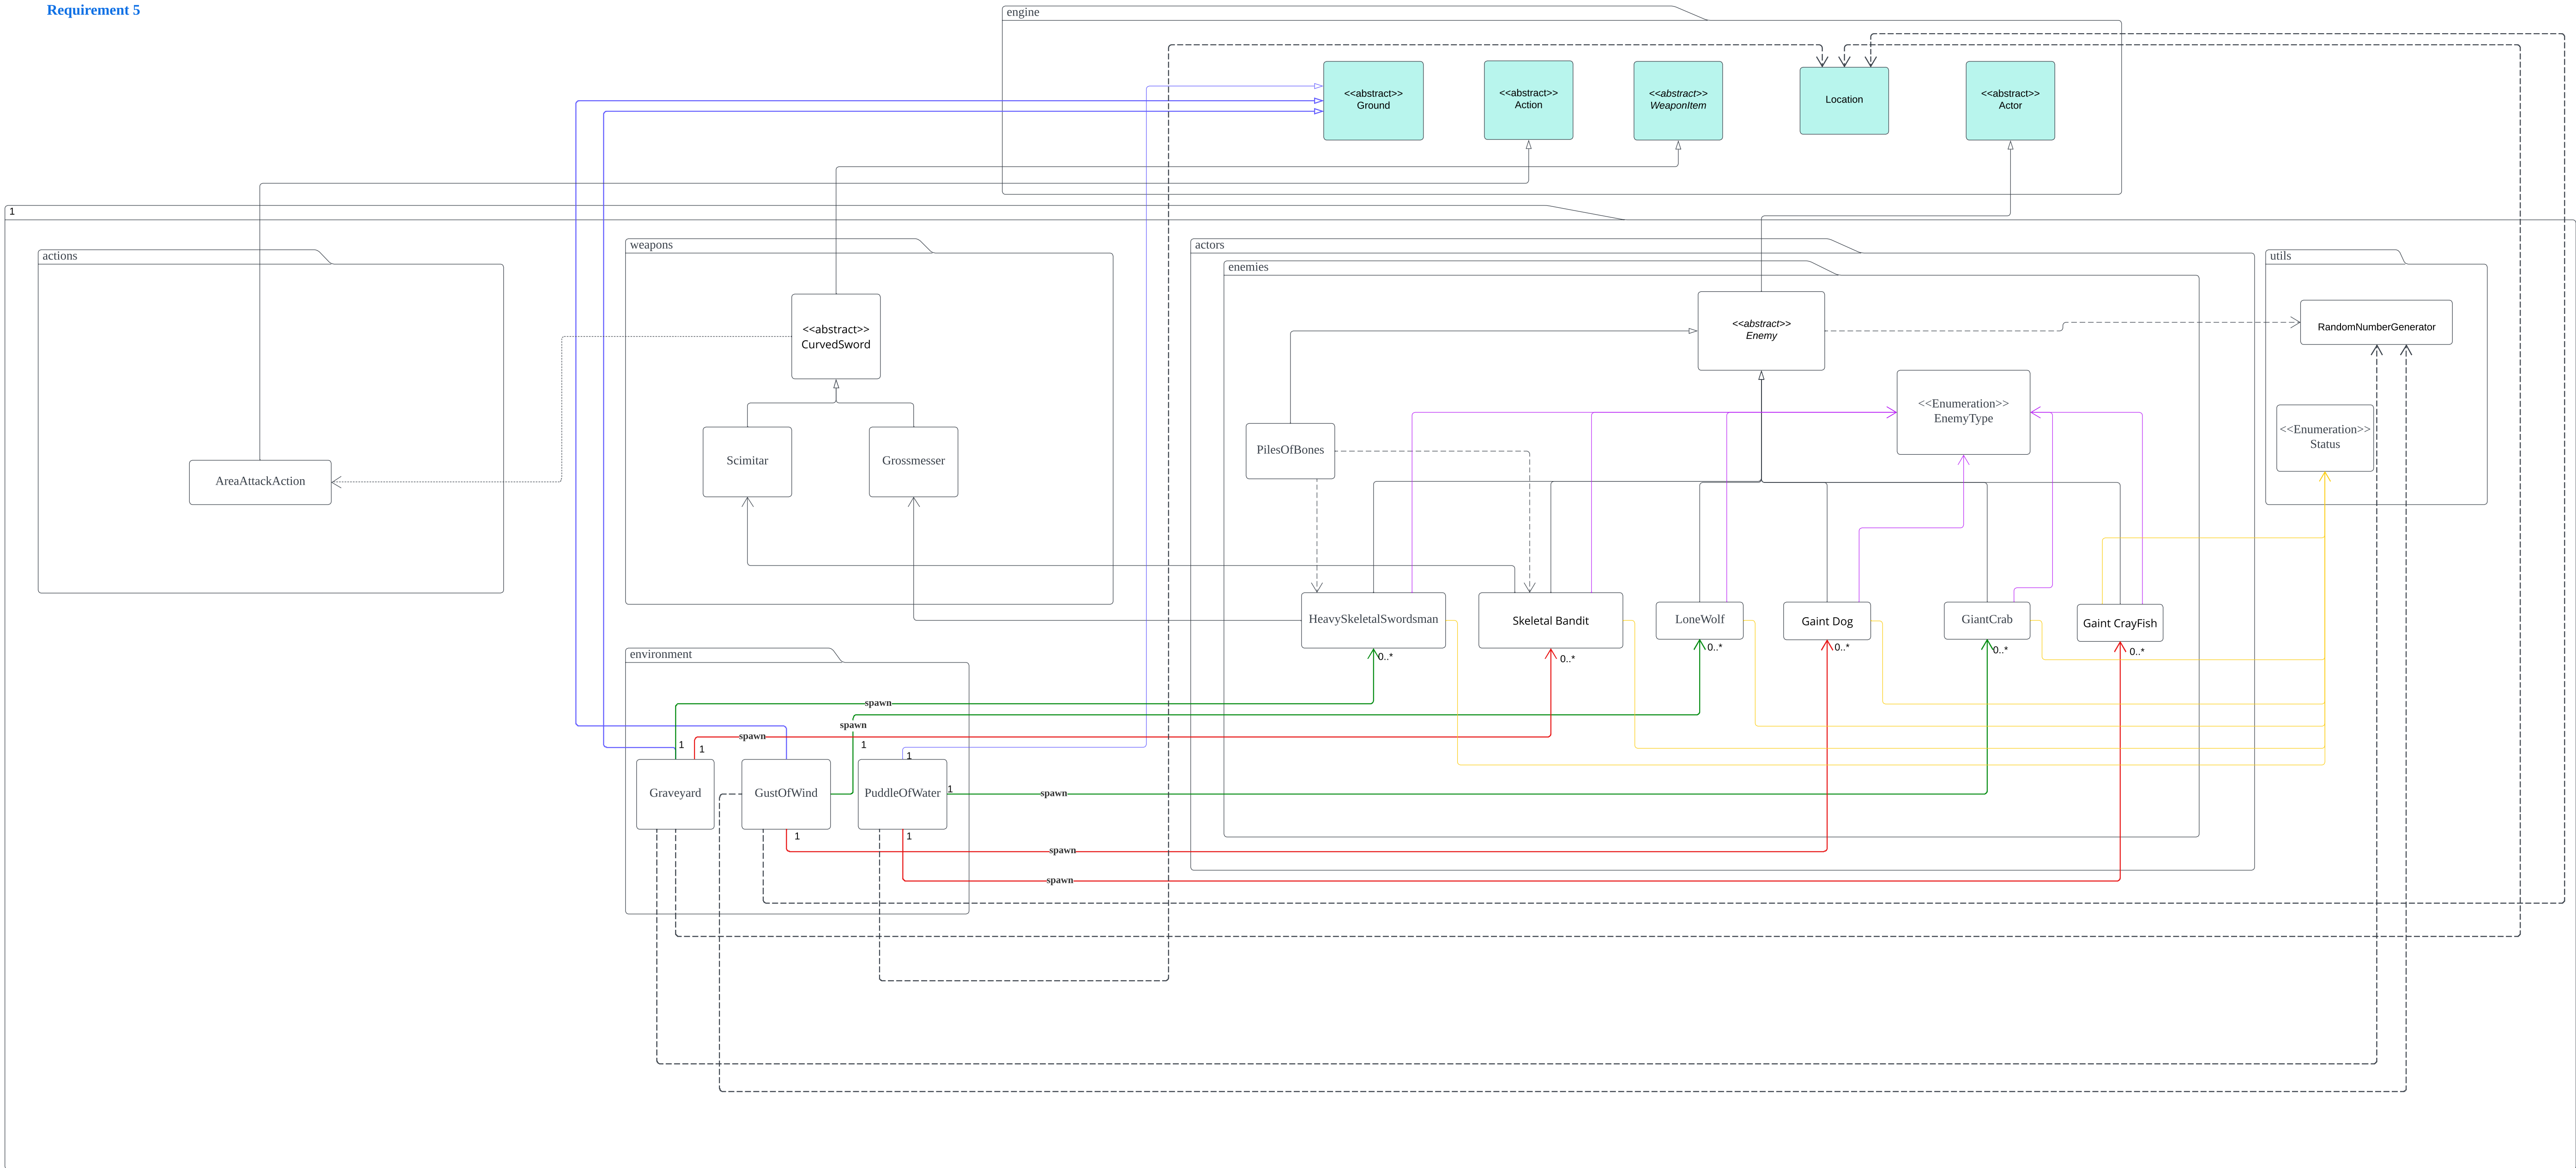 Requirement 5
engine
<<abstract>>
Ground
<<abstract>>
Action
<<abstract>>
WeaponItem
Location
<<abstract>>
Actor
1
actions
weapons
actors
utils
enemies
<<abstract>>
CurvedSword
<<abstract>>
Enemy
RandomNumberGenerator
<<Enumeration>>
EnemyType
<<Enumeration>>
Status
PilesOfBones
Scimitar
Grossmesser
AreaAttackAction
HeavySkeletalSwordsman
Skeletal Bandit
LoneWolf
Gaint Dog
GiantCrab
Gaint CrayFish
0..*
0..*
0..*
0..*
0..*
0..*
environment
spawn
spawn
spawn
1
1
1
1
Graveyard
GustOfWind
PuddleOfWater
1
spawn
1
1
spawn
spawn